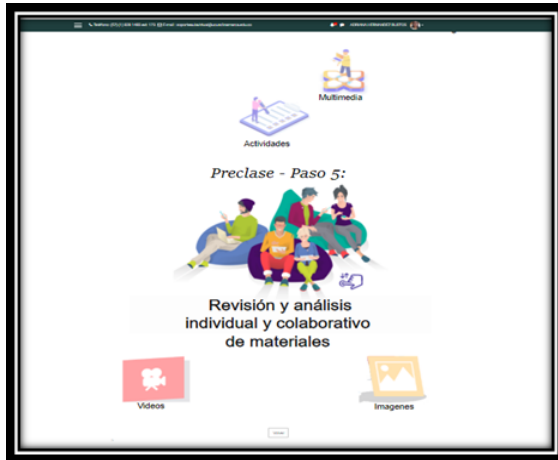 Multimedia
Actividades
Preclase - Paso 5:
Revisión y análisis
individual y colaborativo
de materiales
Videos
Imagenes